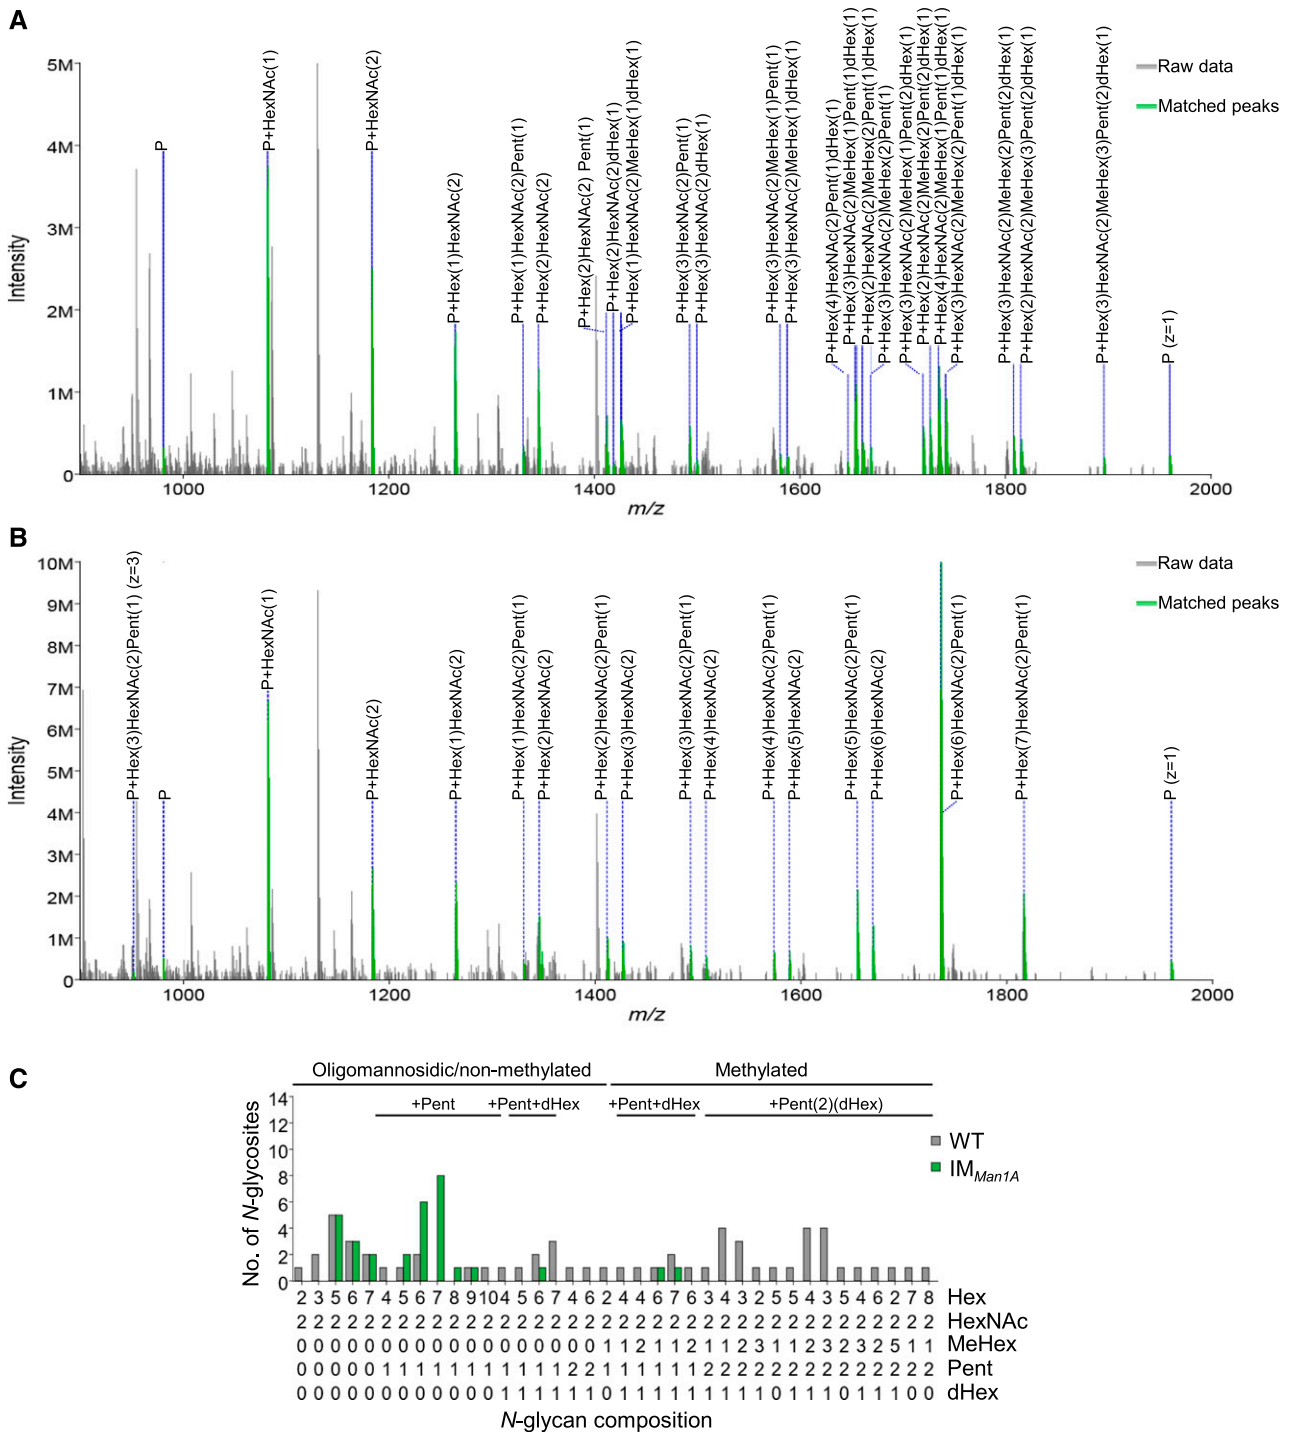 A
5M
4M
3M
2M
1M
0
Intensity
1000
1200
1400
1600
1800
2000
m/z
P
P+HexNAc(1)
P+HexNAc(2)
P+Hex(1)HexNAc(2)
P+Hex(1)HexNAc(2)Pent(1)
P+Hex(2)HexNAc(2)
P+Hex(2)HexNAc(2) Pent(1)
P+Hex(2)HexNAc(2)dHex(1)
P+Hex(1)HexNAc(2)MeHex(1)dHex(1)
P+Hex(3)HexNAc(2)Pent(1)
P+Hex(3)HexNAc(2)dHex(1)
P+Hex(3)HexNAc(2)MeHex(1)Pent(1)
P+Hex(3)HexNAc(2)MeHex(1)dHex(1)
P+Hex(4)HexNAc(2)Pent(1)dHex(1)
P+Hex(3)HexNAc(2)MeHex(1)Pent(1)dHex(1)
P+Hex(2)HexNAc(2)MeHex(2)Pent(1)dHex(1)
P+Hex(3)HexNAc(2)MeHex(2)Pent(1)
P+Hex(3)HexNAc(2)MeHex(1)Pent(2)dHex(1)
P+Hex(2)HexNAc(2)MeHex(2)Pent(2)dHex(1)
P+Hex(4)HexNAc(2)MeHex(1)Pent(1)dHex(1)
P+Hex(3)HexNAc(2)MeHex(2)Pent(1)dHex(1)
P+Hex(3)HexNAc(2)MeHex(2)Pent(2)dHex(1)
P+Hex(2)HexNAc(2)MeHex(3)Pent(2)dHex(1)
P+Hex(3)HexNAc(2)MeHex(3)Pent(2)dHex(1)
P (z=1)
Raw data
Matched peaks
B
10M
9M
8M
7M
6M
5M
4M
3M
2M
1M
0
Intensity
1000
1200
1400
1600
1800
2000
m/z
P+Hex(3)HexNAc(2)Pent(1) (z=3)
P
P+HexNAc(1)
P+HexNAc(2)
P+Hex(1)HexNAc(2)
P+Hex(1)HexNAc(2)Pent(1)
P+Hex(2)HexNAc(2)
P+Hex(2)HexNAc(2)Pent(1)
P+Hex(3)HexNAc(2)
P+Hex(3)HexNAc(2)Pent(1)
P+Hex(4)HexNAc(2)
P+Hex(4)HexNAc(2)Pent(1)
P+Hex(5)HexNAc(2)
P+Hex(5)HexNAc(2)Pent(1)
P+Hex(6)HexNAc(2)
P+Hex(6)HexNAc(2)Pent(1)
P+Hex(7)HexNAc(2)Pent(1)
P (z=1)
Raw data
Matched peaks
C
Oligomannosidic/non-methylated
Methylated
+Pent
+Pent+dHex
+Pent+dHex
+Pent(2)(dHex)
14
12
10
8
6
4
2
0
No. of N-glycosites
WT
IMMan1A
2 3 5 6 7 4 5 6 7 8 9 10 4 5 6 7 4 6 2 4 4 6 7 6 3 4 3 2 5 5 4 3 5 4 6 2 7 8 Hex
2 2 2 2 2 2 2 2 2 2 2 2 2 2 2 2 2 2 2 2 2 2 2 2 2 2 2 2 2 2 2 2 2 2 2 2 2 2 HexNAc
0 0 0 0 0 0 0 0 0 0 0 0 0 0 0 0 0 0 1 1 2 1 1 2 1 1 2 3 1 1 2 3 2 3 2 5 1 1 MeHex
0 0 0 0 0 1 1 1 1 1 1 1 1 1 1 1 2 2 1 1 1 1 1 1 2 2 2 2 2 2 2 2 2 2 2 2 2 2 Pent
0 0 0 0 0 0 0 0 0 0 0 0 1 1 1 1 1 1 0 1 1 1 1 1 1 1 1 1 0 1 1 1 0 1 1 1 0 0 dHex
N-glycan composition